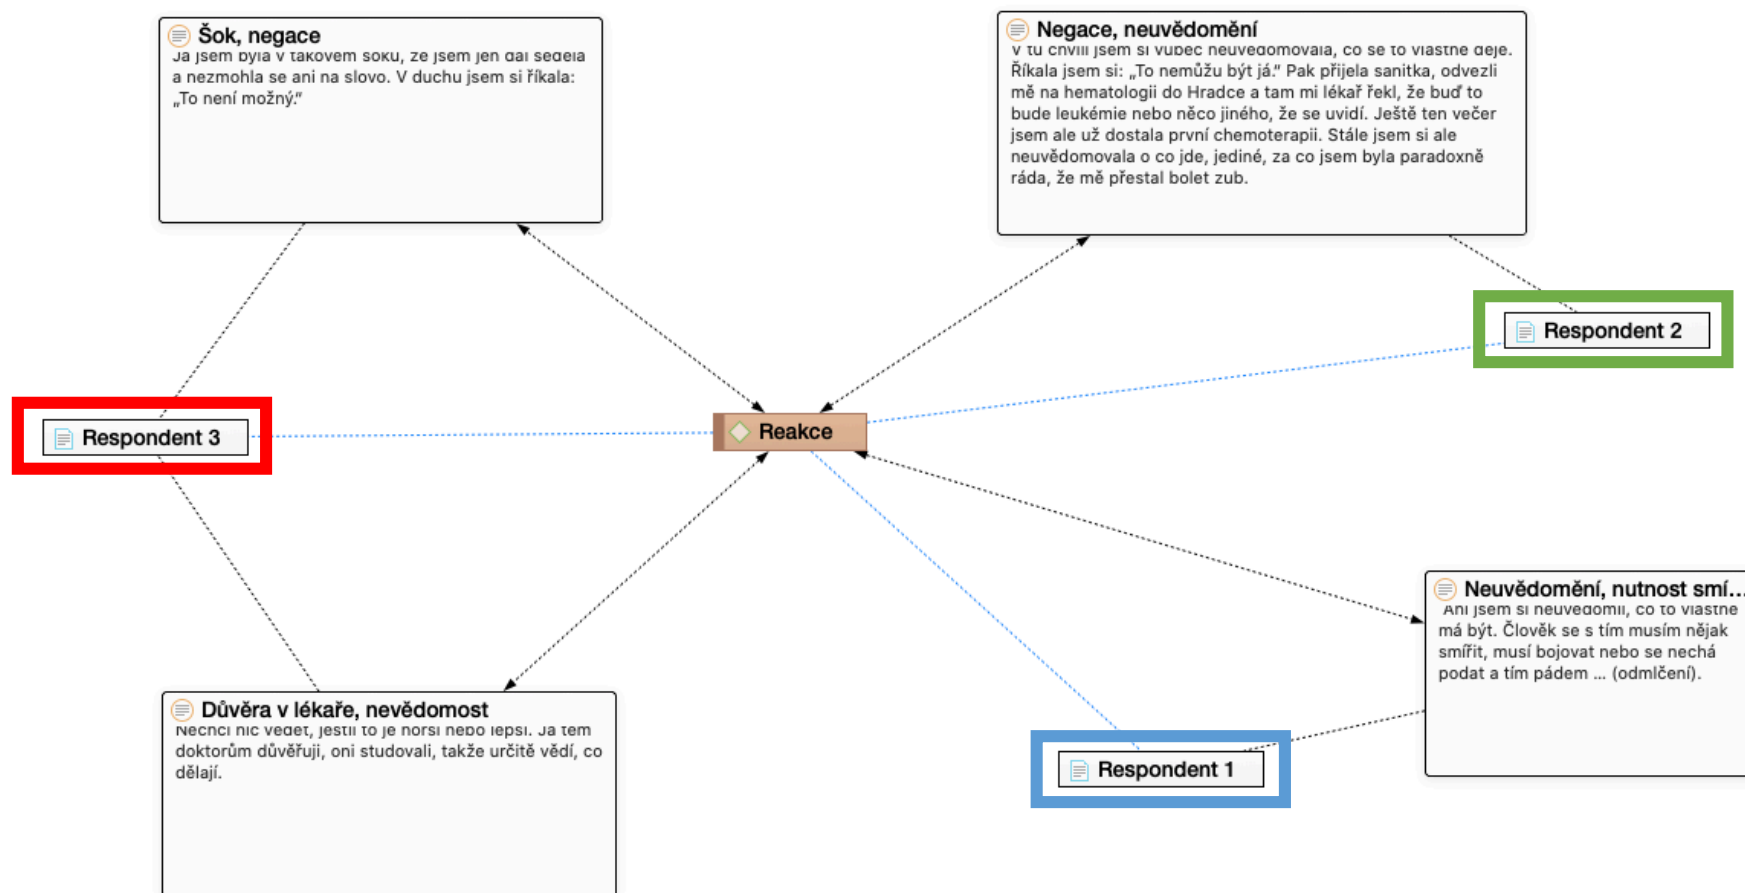 Šok, negace
Já jsem byla v takovém šoku, že jsem jen dál seděla
a nezmohla se ani na slovo. V duchu jsem si říkala:
„To není možný.“
Negace, neuvědomění
V tu chvíli jsem si vůbec neuvědomovala, co se to vlastně děje.
Říkala jsem si: „To nemůžu být já.“ Pak přijela sanitka, odvezli
mě na hematologii do Hradce a tam mi lékař řekl, že buď to
bude leukémie nebo něco jiného, že se uvidí. Ještě ten večer
jsem ale už dostala první chemoterapii. Stále jsem si ale
neuvědomovala o co jde, jediné, za co jsem byla paradoxně
ráda, že mě přestal bolet zub.
Respondent 2
Respondent 3
Reakce
Neuvědomění, nutnost smí...
Ani jsem si neuvědomil, co to vlastně
má být. Člověk se s tím musím nějak
smířit, musí bojovat nebo se nechá
podat a tím pádem ... (odmlčení).
Důvěra v lékaře, nevědomost
Nechci nic vědět, jestli to je horší nebo lepší. Já těm
doktorům důvěřuji, oni studovali, takže určitě vědí, co
dělají.
Respondent 1